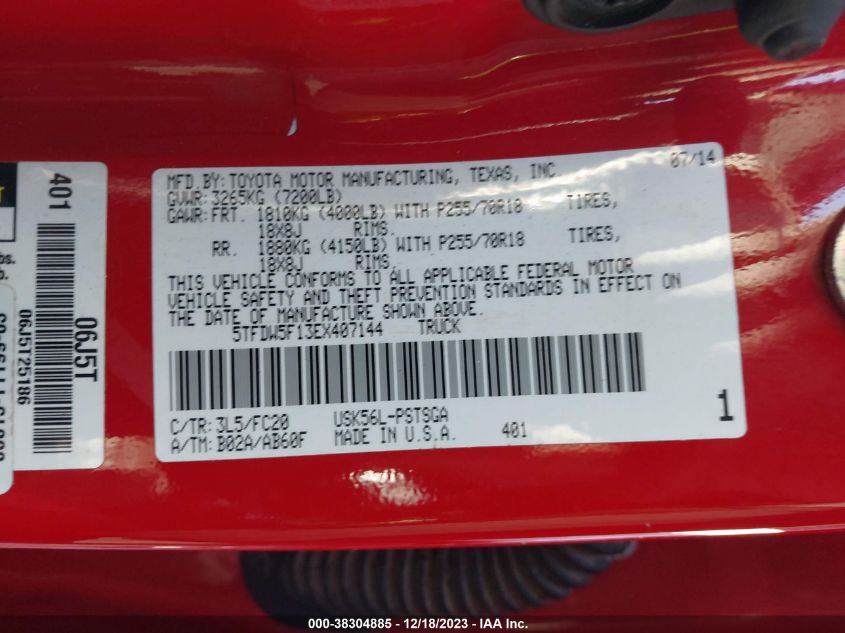 MFD.BY:TOYOTA MOTOR MANUFACTURING, TEXAS, INC. 07/14
GVWR:3265KG (7200LB)
GAWR:FRT. 1810KG (4000LB) WITH P255/70R18 TIRES,
18X8J RIMS.
RR. 1880KG (4150LB) WITH P255/70R18 TIRES,
18X8J RIMS.
THIS VEHICLE CONFORMS TO ALL APPLICABLE FEDERAL MOTOR
VEHICLE SAFETY AND THEFT PREVENTION STANDARDS IN EFFECT ON
THE DATE OF MANUFACTURE SHOWN ABOVE.
5TFDW5F13EX407144 TRUCK
C/TR: 3L5/FC20 USK56L-PSTSGA
A/TM: B02A/AB60F MADE IN U.S.A. 401
1
401
06J5T
06J5T25186
000-38304885 – 12/18/2023 – IAA Inc.